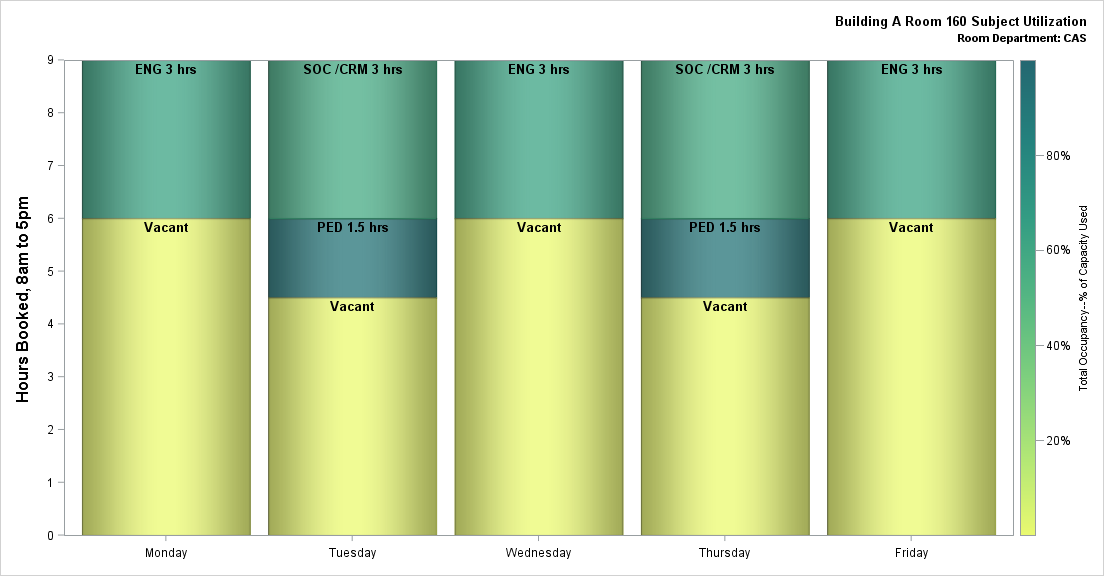 Building A Room 160 Subject Utilization
Room Department: CAS
Hours Booked, 8am to 5pm
9
8
7
6
5
4
3
2
1
0
ENG 3 hrs
Vacant
SOC /CRM 3 hrs
PED 1.5 hrs
Vacant
ENG 3 hrs
Vacant
SOC /CRM 3 hrs
PED 1.5 hrs
Vacant
ENG 3 hrs
Vacant
Monday
Tuesday
Wednesday
Thursday
Friday
80%
60%
40%
20%
Total Occupancy--% of Capacity Used